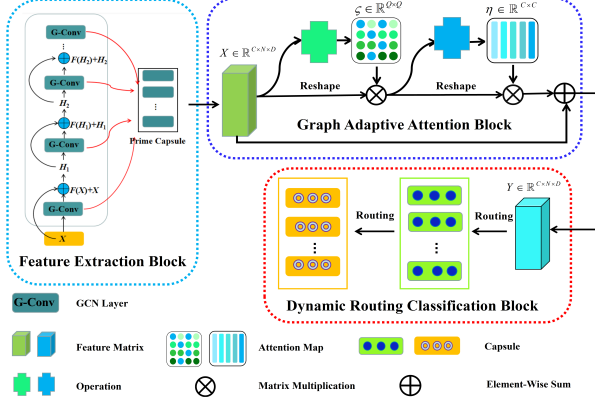 G-Conv
F(H₂)+H₂
G-Conv
H₂
F(H₁)+H₁
G-Conv
H₁
F(X)+X
G-Conv
X
Prime Capsule
Feature Extraction Block
X ∈ ℝ^{C×N×D}
ς ∈ ℝ^{Q×Q}
η ∈ ℝ^{C×C}
Reshape
Reshape
Graph Adaptive Attention Block
Y ∈ ℝ^{C×N×D}
Routing
Routing
Dynamic Routing Classification Block
G-Conv
GCN Layer
Feature Matrix
Attention Map
Capsule
Operation
Matrix Multiplication
Element-Wise Sum